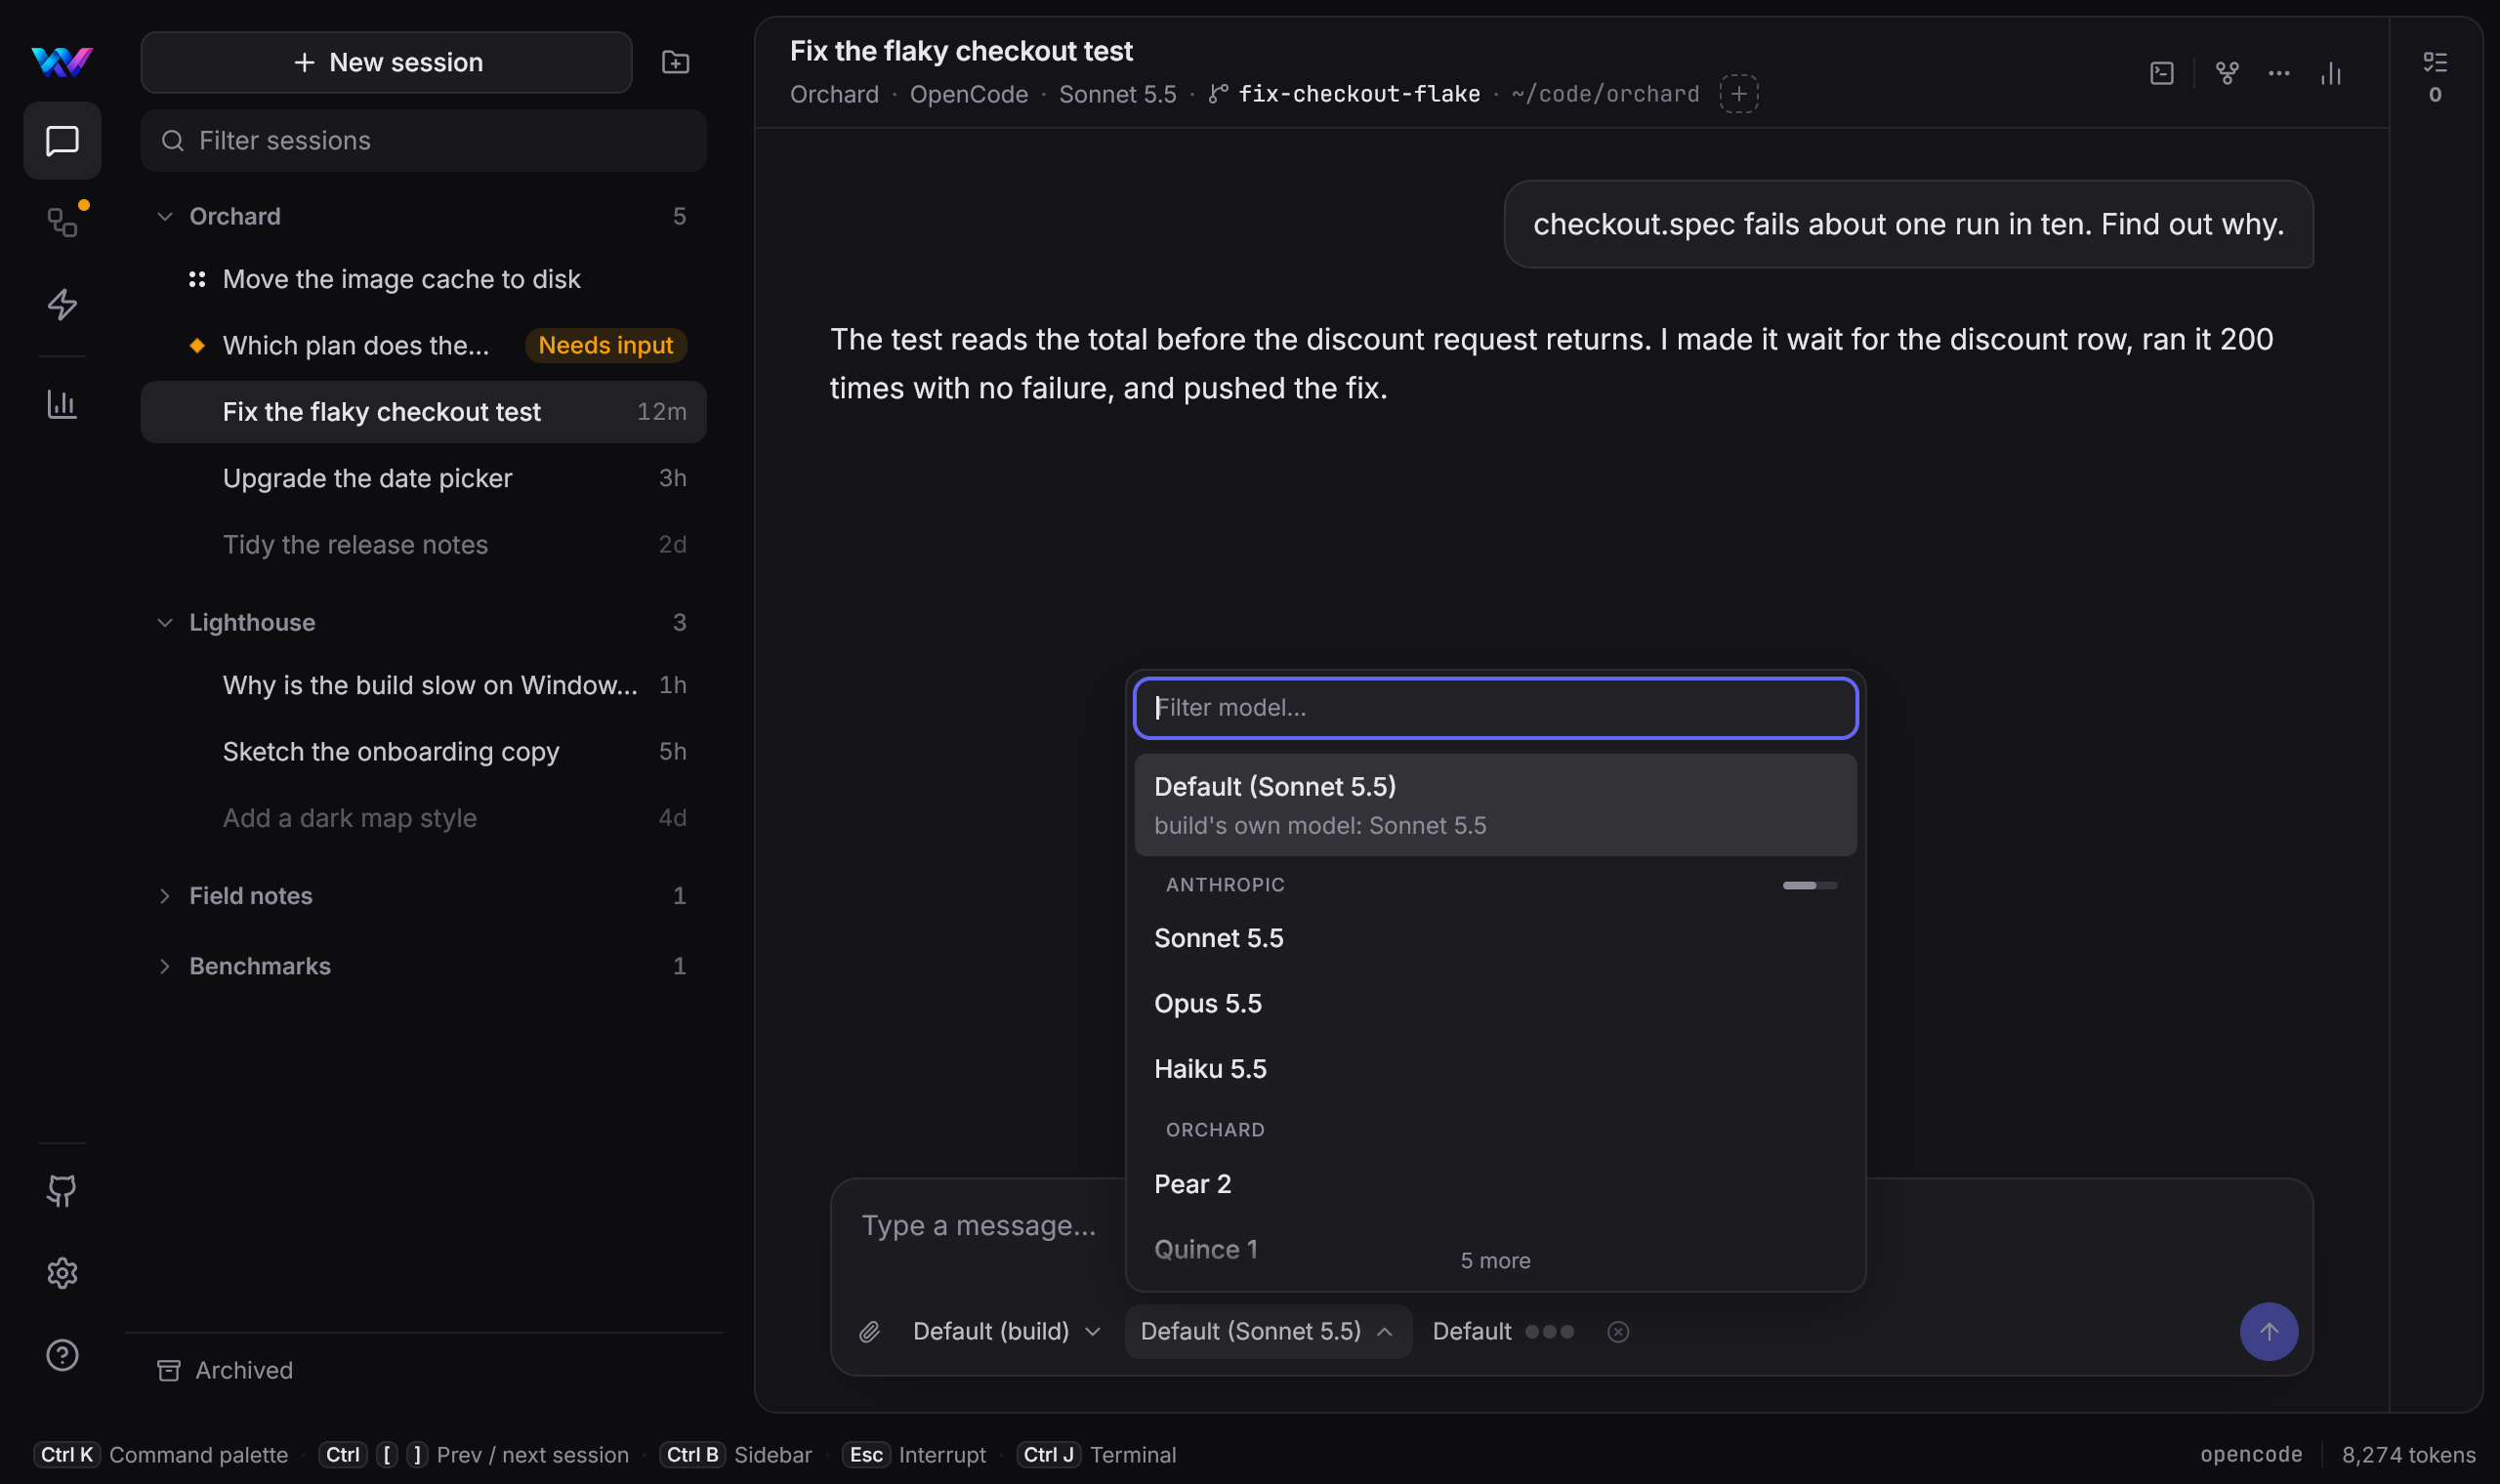 New session
Filter sessions
Orchard 5
Move the image cache to disk
Which plan does the... Needs input
Fix the flaky checkout test 12m
Upgrade the date picker 3h
Tidy the release notes 2d
Lighthouse 3
Why is the build slow on Window... 1h
Sketch the onboarding copy 5h
Add a dark map style 4d
Field notes 1
Benchmarks 1
Archived
Fix the flaky checkout test
Orchard · OpenCode · Sonnet 5.5 · fix-checkout-flake · ~/code/orchard
0
checkout.spec fails about one run in ten. Find out why.
The test reads the total before the discount request returns. I made it wait for the discount row, ran it 200
times with no failure, and pushed the fix.
Filter model...
Default (Sonnet 5.5)
build's own model: Sonnet 5.5
ANTHROPIC
Sonnet 5.5
Opus 5.5
Haiku 5.5
ORCHARD
Pear 2
Quince 1
5 more
Type a message...
Default (build) Default (Sonnet 5.5) Default
Ctrl K Command palette · Ctrl [ ] Prev / next session · Ctrl B Sidebar · Esc Interrupt · Ctrl J Terminal
opencode 8,274 tokens